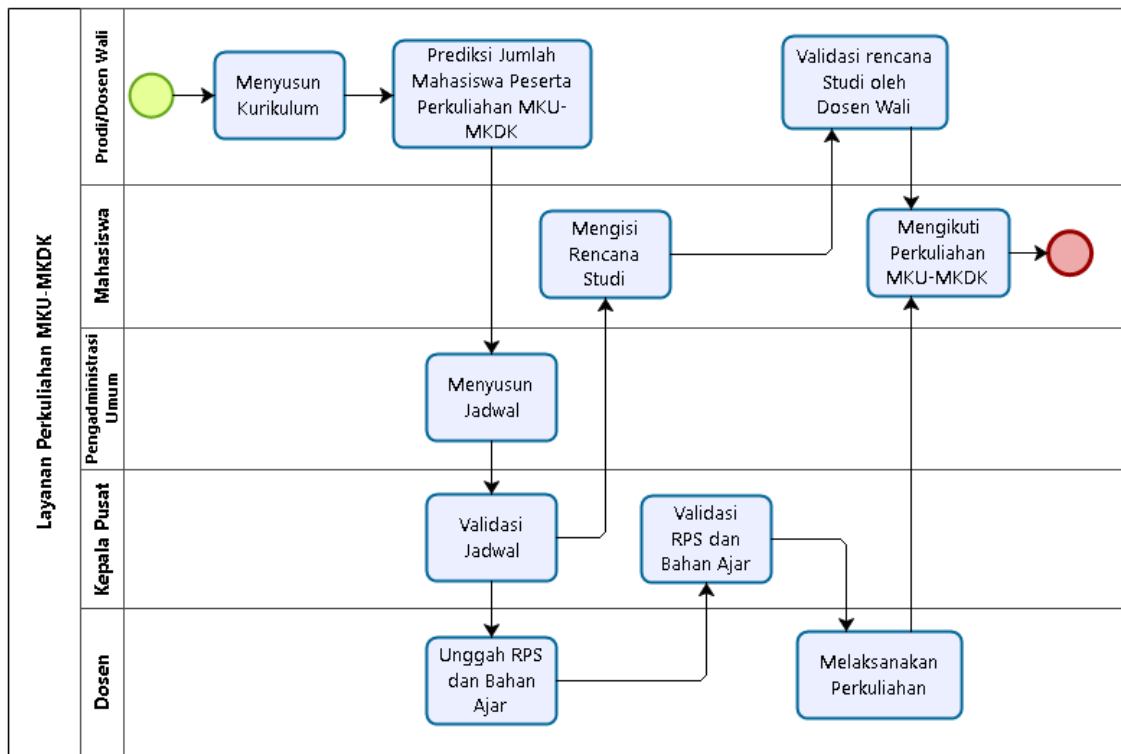 Layanan Perkuliahan MKU-MKDK
Prodi/Dosen Wali
Menyusun
Kurikulum
Prediksi Jumlah
Mahasiswa Peserta
Perkuliahan MKU-
MKDK
Validasi rencana
Studi oleh
Dosen Wali
Mahasiswa
Mengisi
Rencana
Studi
Mengikuti
Perkuliahan
MKU-MKDK
Pengadministrasi
Umum
Menyusun
Jadwal
Kepala Pusat
Validasi
Jadwal
Validasi
RPS dan
Bahan Ajar
Dosen
Unggah RPS
dan Bahan
Ajar
Melaksanakan
Perkuliahan